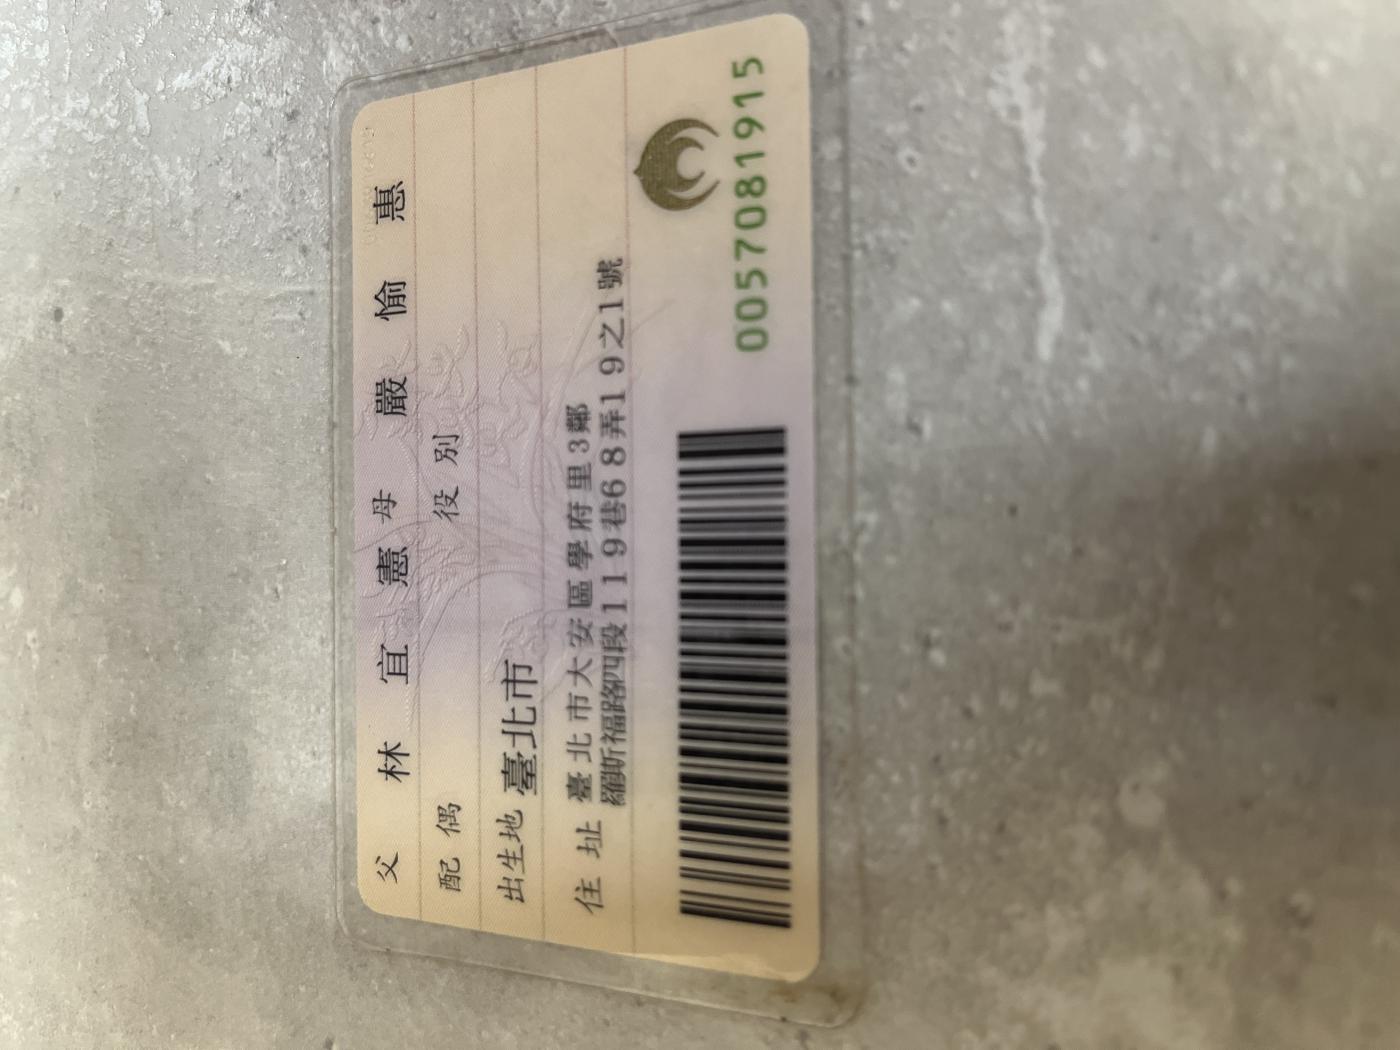 父 林宜憲 母 嚴愉惠
配偶 役別
出生地 臺北市
住址 臺北市大安區學府里3鄰
羅斯福路四段119巷68弄19之1號
0057081915